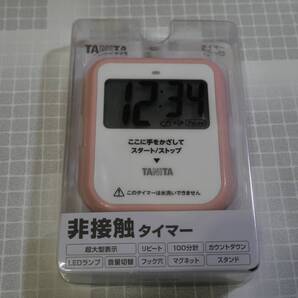 TANITA
12:34
ここに手をかざして
スタート/ストップ
▼
TANITA
⚠このタイマーは水洗いできません
非接触タイマー
超大型表示 リピート 100分計 カウントダウン
LEDランプ 音量切替 フック穴 マグネット スタンド